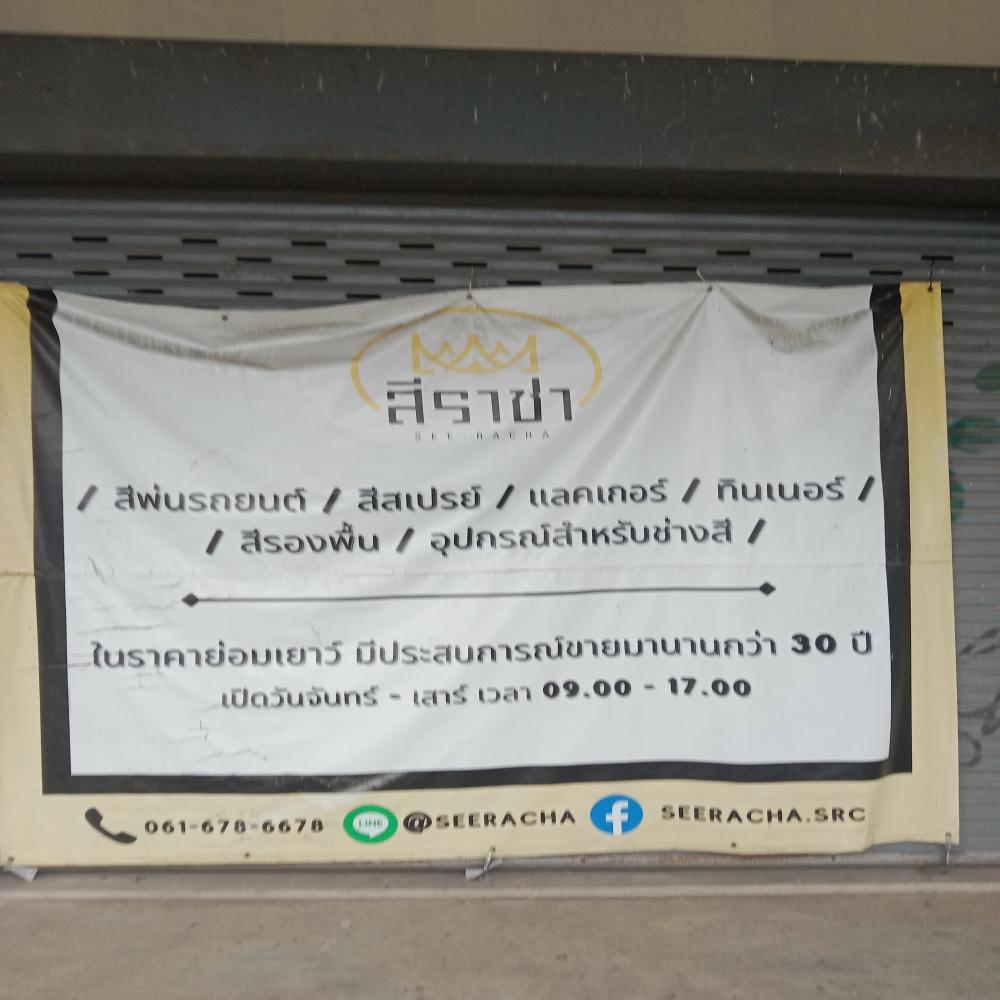 สีราช่า
SEE-RACHA
/ สีพ่นรถยนต์ / สีสเปรย์ / แลคเกอร์ / ทินเนอร์ /
/ สีรองพื้น / อุปกรณ์สำหรับช่างสี /
ในราคาย่อมเยาว์ มีประสบการณ์ขายมานานกว่า 30 ปี
เปิดวันจันทร์ - เสาร์ เวลา 09.00 - 17.00
061-678-6678 LINE @SEERACHA f SEERACHA.SRC